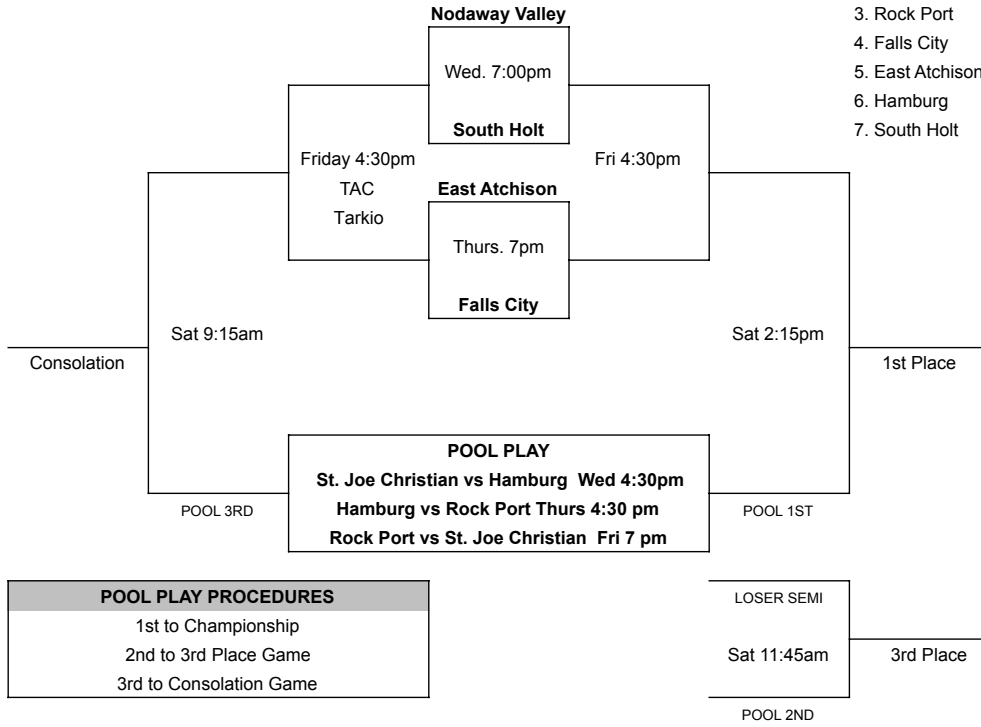 Nodaway Valley
3. Rock Port
4. Falls City
Wed. 7:00pm
5. East Atchison
6. Hamburg
South Holt
7. South Holt
Friday 4:30pm
Fri 4:30pm
TAC
East Atchison
Tarkio
Thurs. 7pm
Falls City
Sat 9:15am
Sat 2:15pm
Consolation
1st Place
POOL PLAY
St. Joe Christian vs Hamburg Wed 4:30pm
Hamburg vs Rock Port Thurs 4:30 pm
POOL 3RD
POOL 1ST
Rock Port vs St. Joe Christian Fri 7 pm
POOL PLAY PROCEDURES
LOSER SEMI
1st to Championship
2nd to 3rd Place Game
Sat 11:45am
3rd Place
3rd to Consolation Game
POOL 2ND